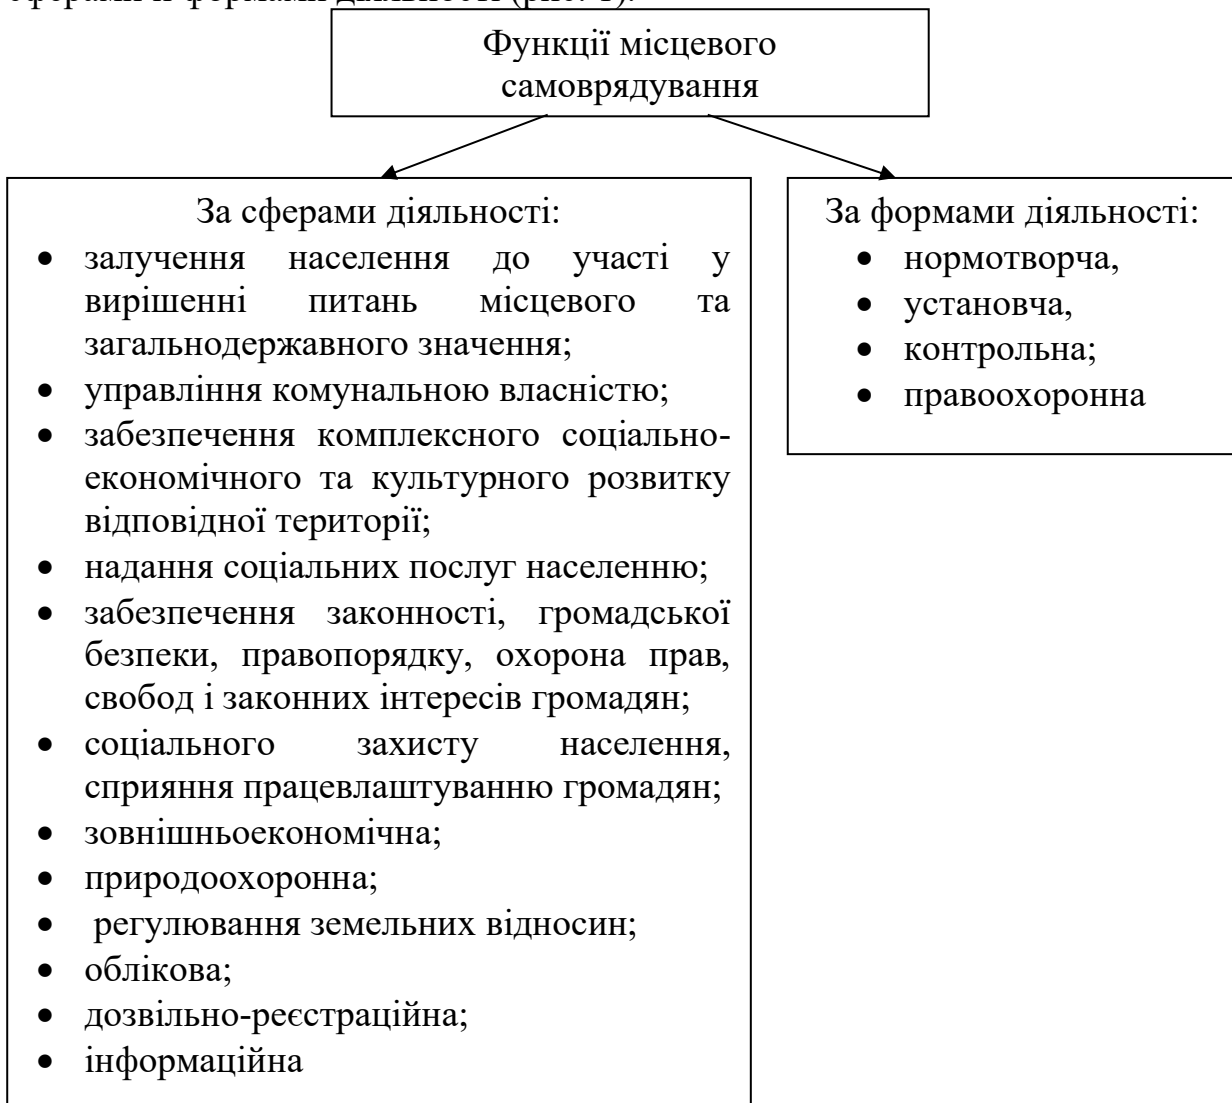 Функції місцевого
самоврядування
За сферами діяльності:
• залучення населення до участі у
вирішенні питань місцевого та
загальнодержавного значення;
• управління комунальною власністю;
• забезпечення комплексного соціально-
економічного та культурного розвитку
відповідної території;
• надання соціальних послуг населенню;
• забезпечення законності, громадської
безпеки, правопорядку, охорона прав,
свобод і законних інтересів громадян;
• соціального захисту населення,
сприяння працевлаштуванню громадян;
• зовнішньоекономічна;
• природоохоронна;
• регулювання земельних відносин;
• облікова;
• дозвільно-реєстраційна;
• інформаційна
За формами діяльності:
• нормотворча,
• установча,
• контрольна;
• правоохоронна